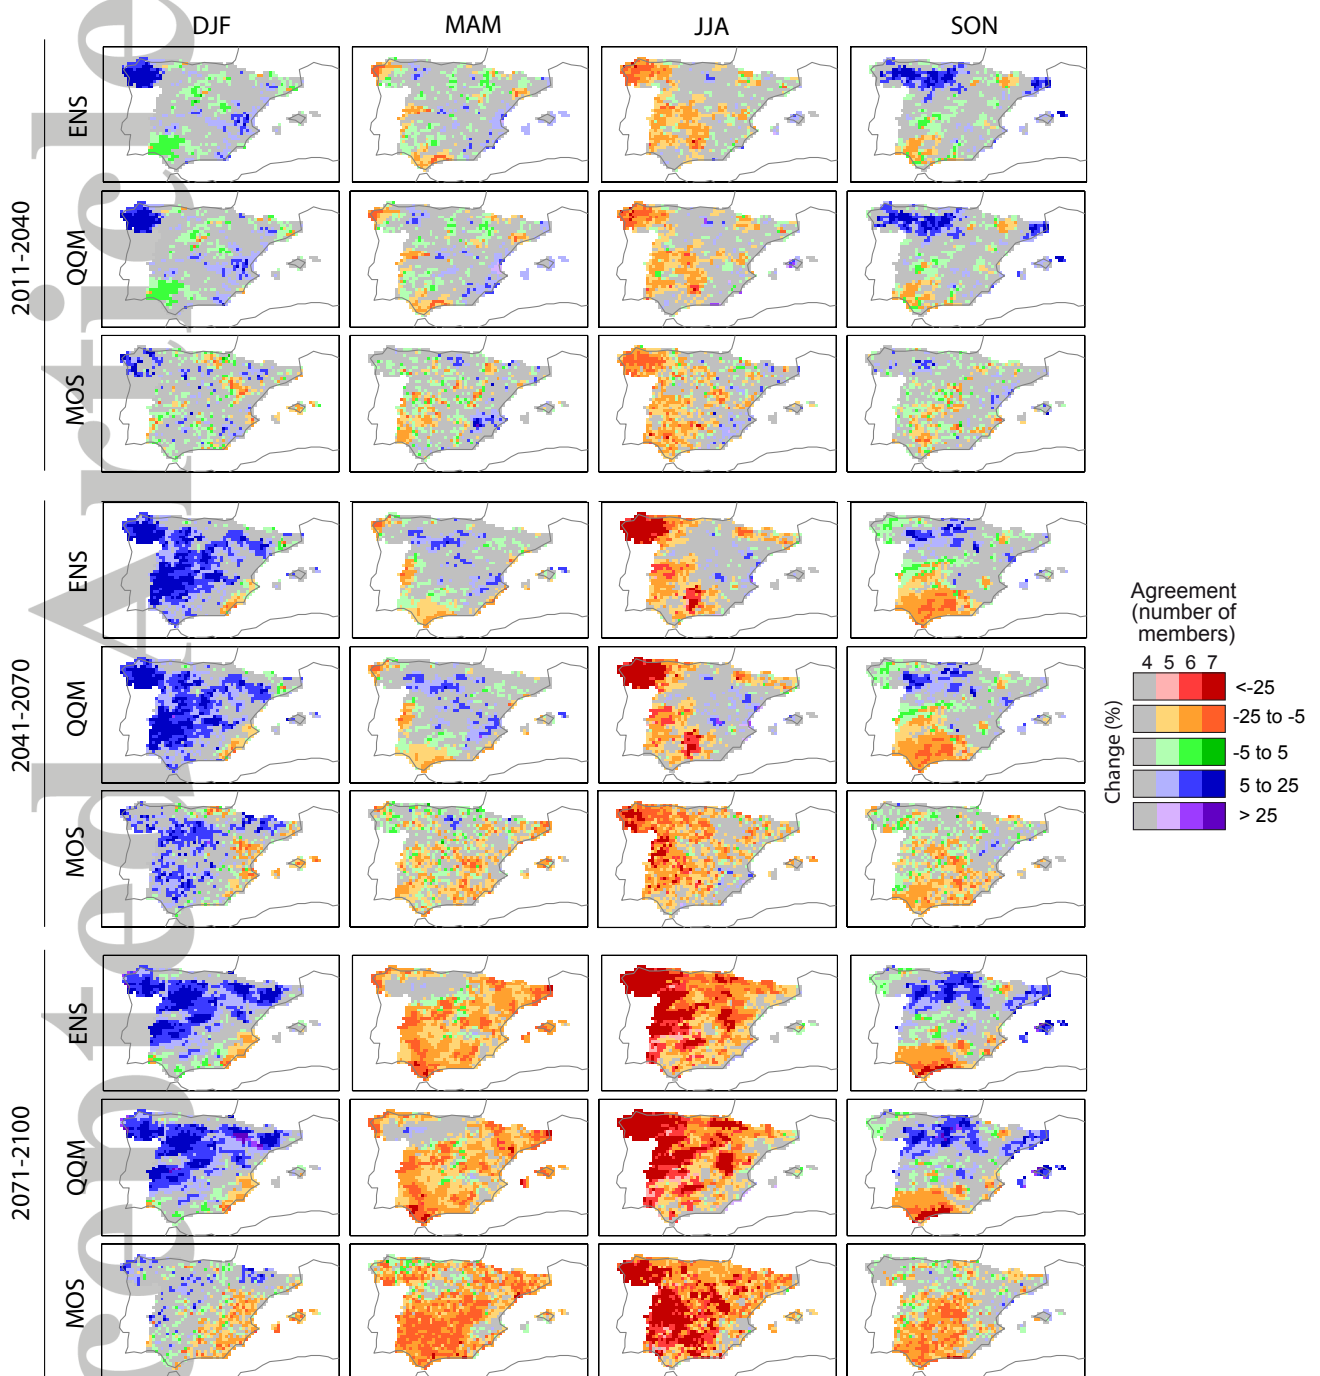 DJF MAM JJA SON
2011-2040
ENS
QQM
MOS
2041-2070
ENS
QQM
MOS
2071-2100
ENS
QQM
MOS
Agreement
(number of
members)
4 5 6 7
Change (%)
<-25
-25 to -5
-5 to 5
5 to 25
> 25
Accepted Article